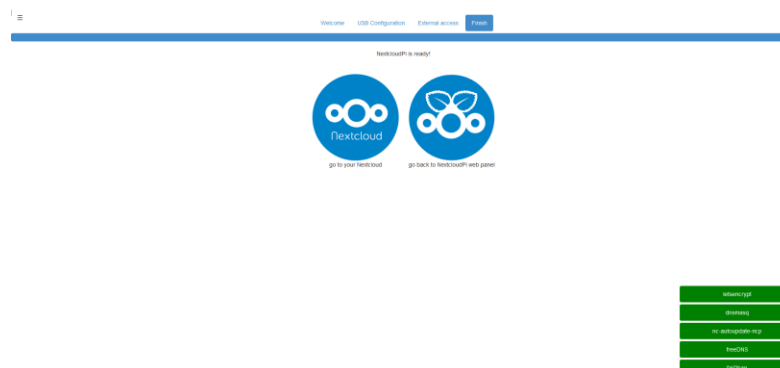 ☰
Welcome USB Configuration External access Finish
NextCloudPi is ready!
Nextcloud
go to your Nextcloud go back to NextcloudPi web panel
letsencrypt
dnsmasq
nc-autoupdate-ncp
freeDNS